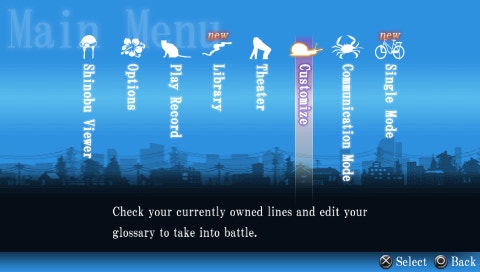 Main Menu
Shinobu Viewer
Options
Play Record
new
Library
Theater
Customize
Communication Mode
new
Single Mode
Check your currently owned lines and edit your
glossary to take into battle.
Select Back